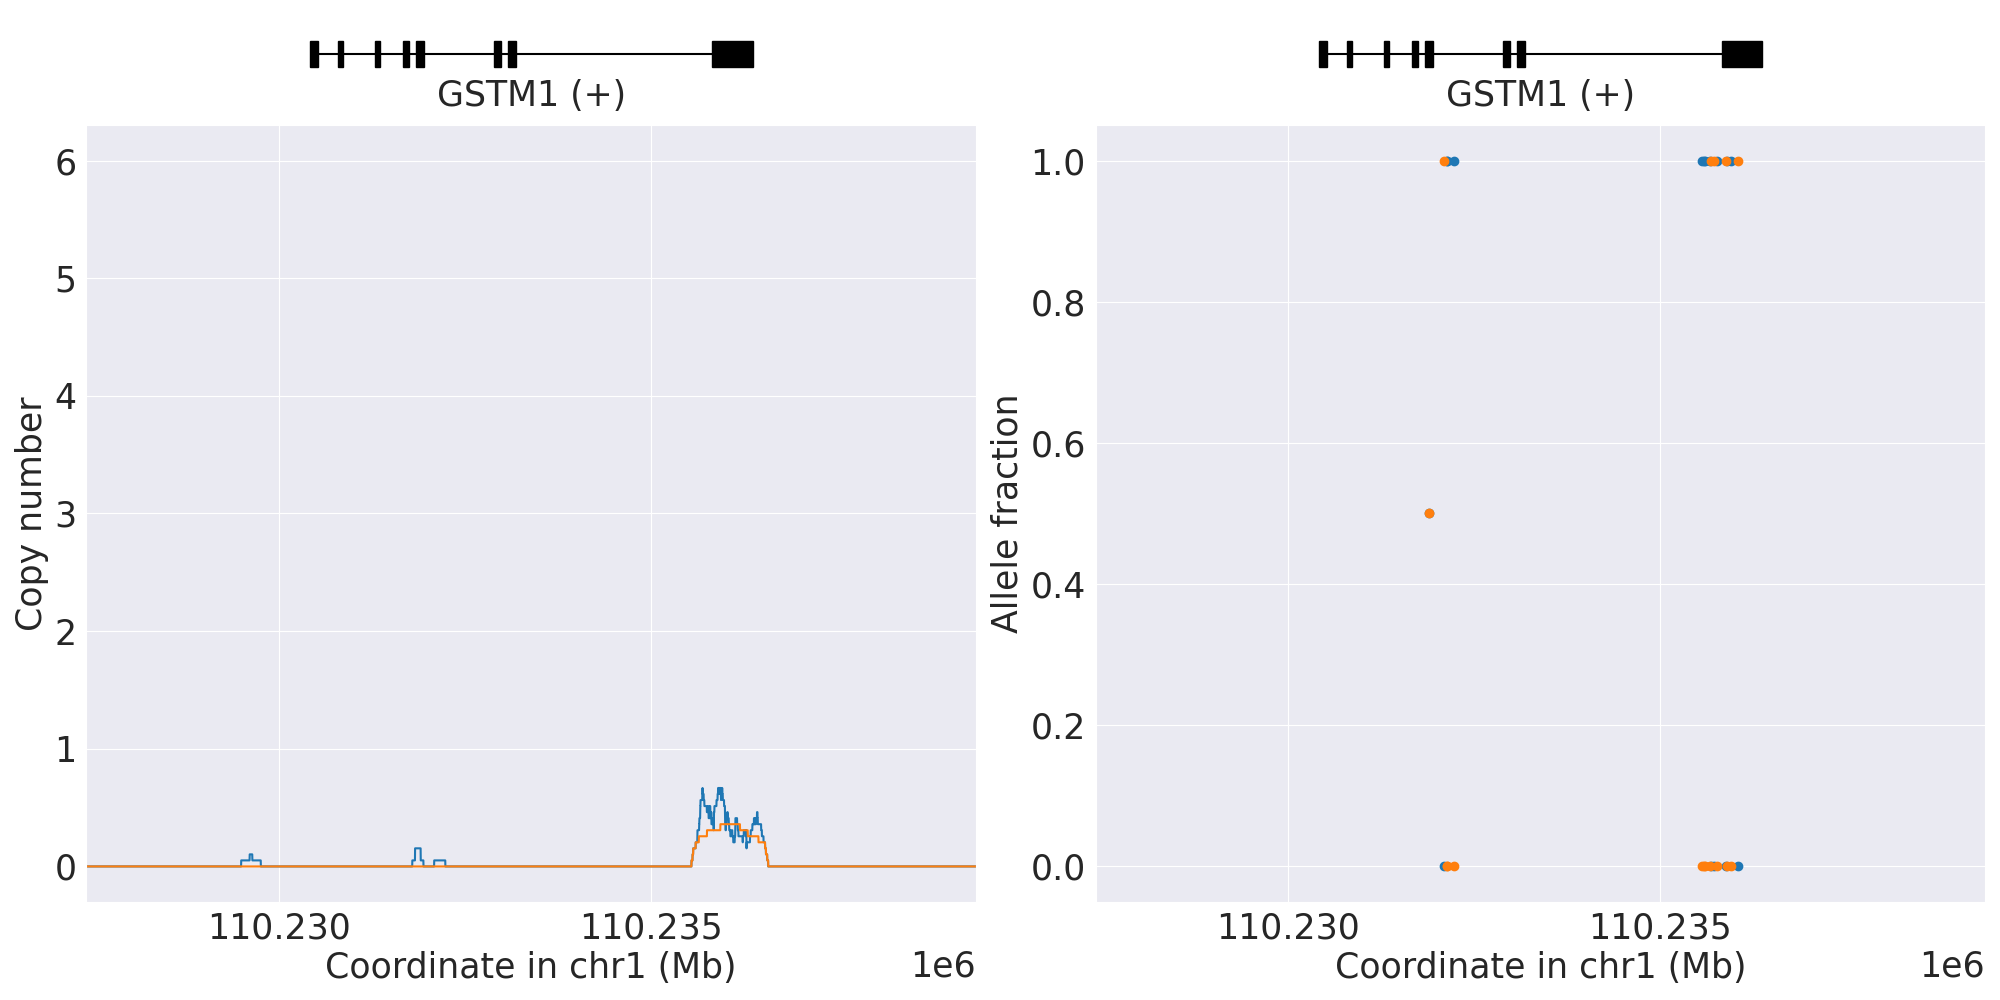 GSTM1 (+)
Copy number
6
5
4
3
2
1
0
110.230
110.235
Coordinate in chr1 (Mb)
1e6
GSTM1 (+)
Allele fraction
1.0
0.8
0.6
0.4
0.2
0.0
110.230
110.235
Coordinate in chr1 (Mb)
1e6